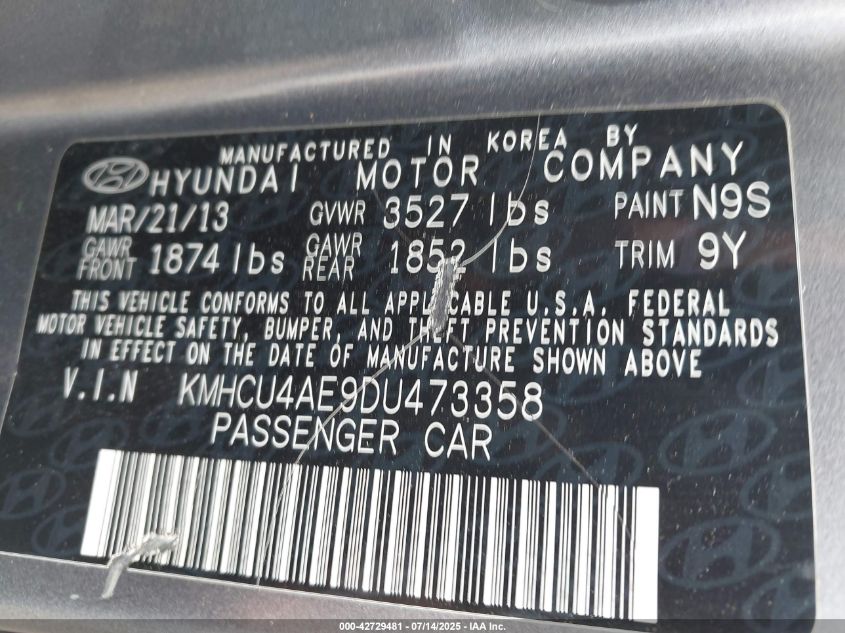 MANUFACTURED IN KOREA BY
HYUNDAI MOTOR COMPANY
MAR/21/13 GVWR 3527 lbs PAINT N9S
GAWR FRONT 1874 lbs GAWR REAR 1852 lbs TRIM 9Y
THIS VEHICLE CONFORMS TO ALL APPLICABLE U.S.A. FEDERAL
MOTOR VEHICLE SAFETY, BUMPER, AND THEFT PREVENTION STANDARDS
IN EFFECT ON THE DATE OF MANUFACTURE SHOWN ABOVE
V.I.N KMHCU4AE9DU473358
PASSENGER CAR
000-42729481 - 07/14/2025 - IAA Inc.